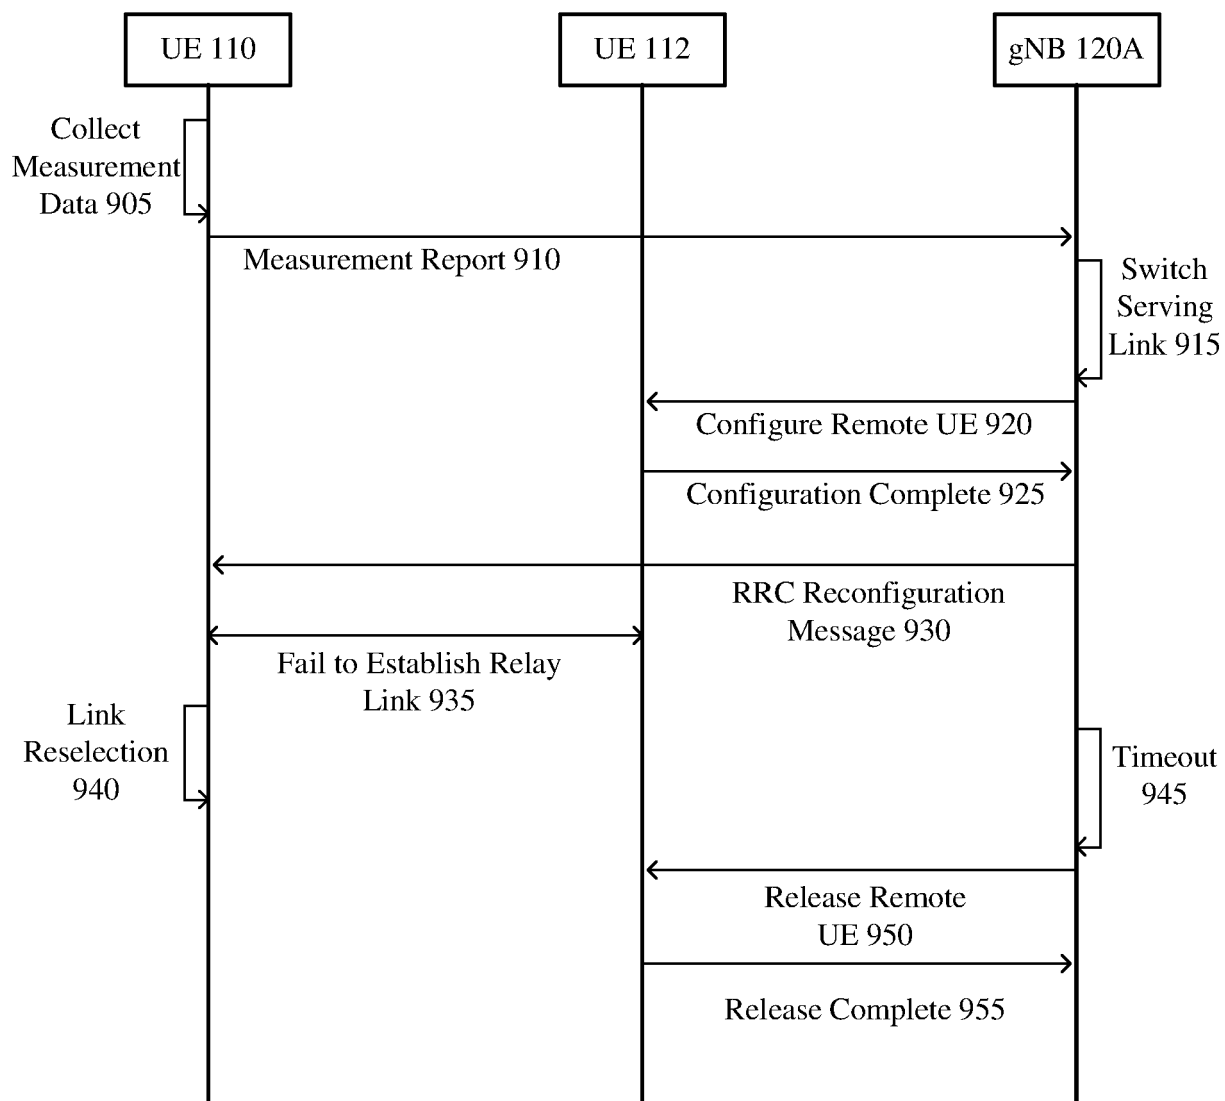 UE 110
UE 112
gNB 120A
Collect
Measurement
Data 905
Measurement Report 910
Switch
Serving
Link 915
Configure Remote UE 920
Configuration Complete 925
RRC Reconfiguration
Message 930
Fail to Establish Relay
Link 935
Link
Reselection
940
Timeout
945
Release Remote
UE 950
Release Complete 955